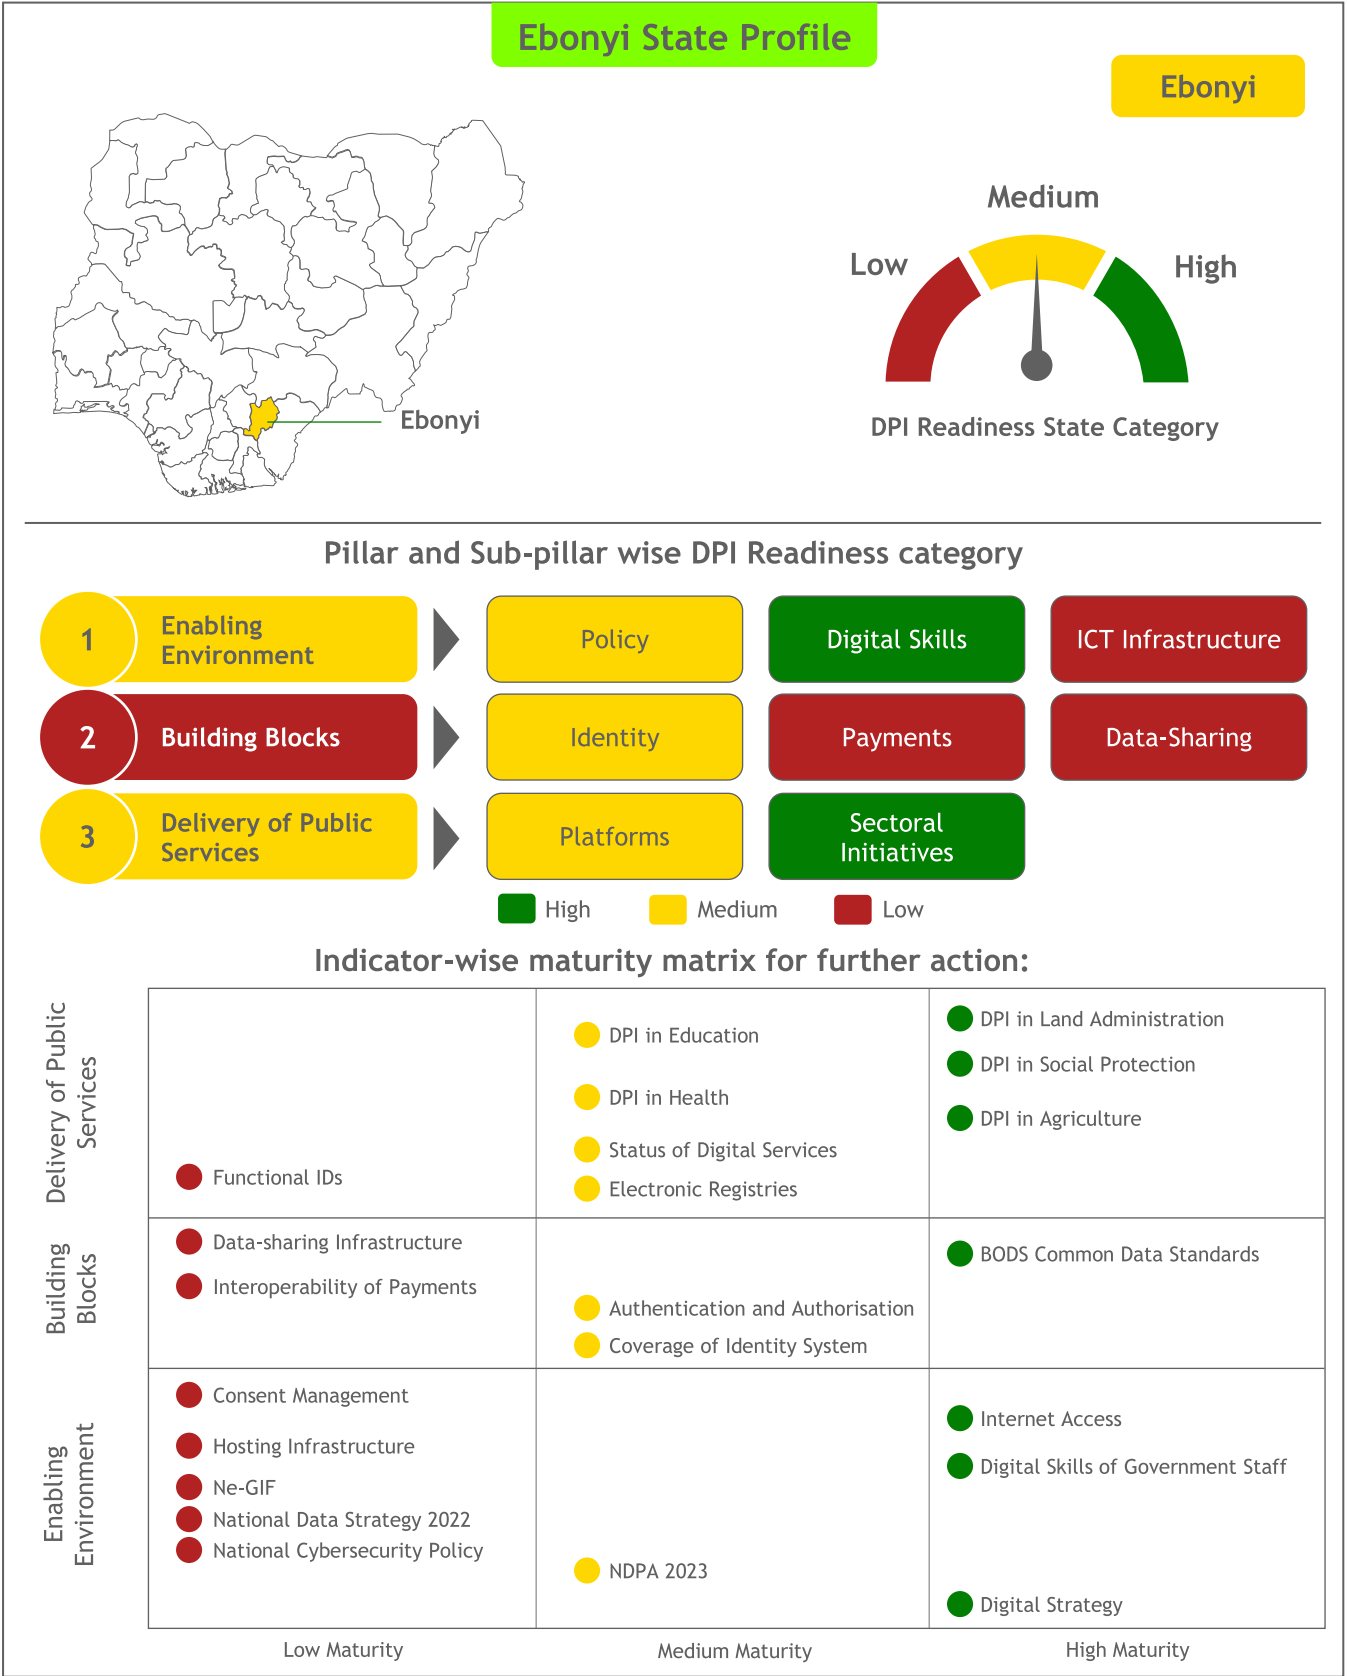 Ebonyi State Profile
Ebonyi
Medium
Low
High
Ebonyi
DPI Readiness State Category
Pillar and Sub-pillar wise DPI Readiness category
1
Enabling
Environment
Policy
Digital Skills
ICT Infrastructure
2
Building Blocks
Identity
Payments
Data-Sharing
3
Delivery of Public
Services
Platforms
Sectoral
Initiatives
High
Medium
Low
Indicator-wise maturity matrix for further action:
Delivery of Public
Services
Functional IDs
DPI in Education
DPI in Health
Status of Digital Services
Electronic Registries
DPI in Land Administration
DPI in Social Protection
DPI in Agriculture
Building
Blocks
Data-sharing Infrastructure
Interoperability of Payments
Authentication and Authorisation
Coverage of Identity System
BODS Common Data Standards
Enabling
Environment
Consent Management
Hosting Infrastructure
Ne-GIF
National Data Strategy 2022
National Cybersecurity Policy
NDPA 2023
Internet Access
Digital Skills of Government Staff
Digital Strategy
Low Maturity
Medium Maturity
High Maturity